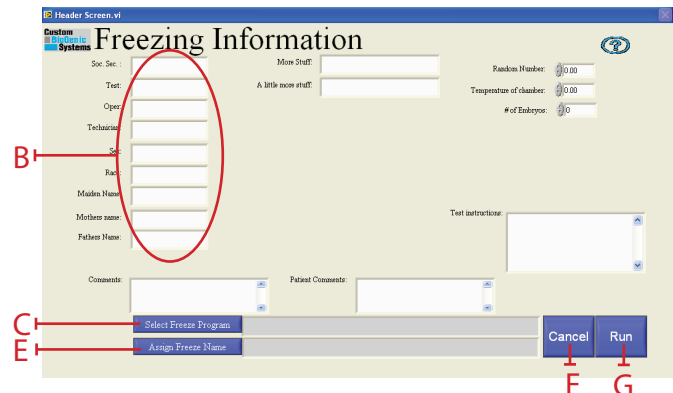 Header Screen.vi
Custom
BioGenic
Systems
Freezing Information
Soc. Sec. :
More Stuff:
Random Number: 0.00
Test:
A little more stuff:
Temperature of chamber: 0.00
Oper:
# of Embryos: 0
Technician:
B
Sex:
Race:
Maiden Name:
Mothers name:
Test instructions:
Fathers Name:
Comments:
Patient Comments:
C
Select Freeze Program
E
Assign Freeze Name
Cancel
Run
F
G